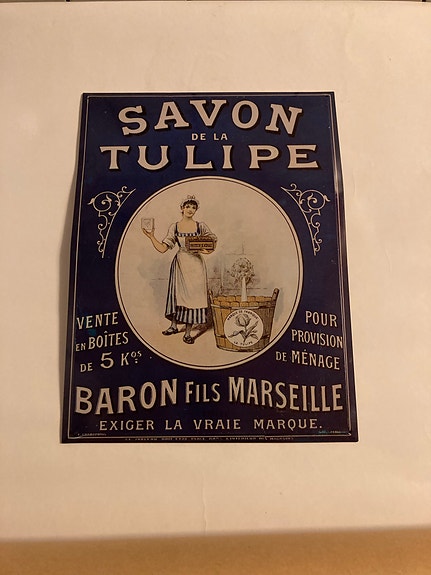 SAVON
DE LA
TULIPE
VENTE
EN BOÎTES
DE 5 KOS
POUR
PROVISION
DE MÉNAGE
BARON FILS MARSEILLE
EXIGER LA VRAIE MARQUE.